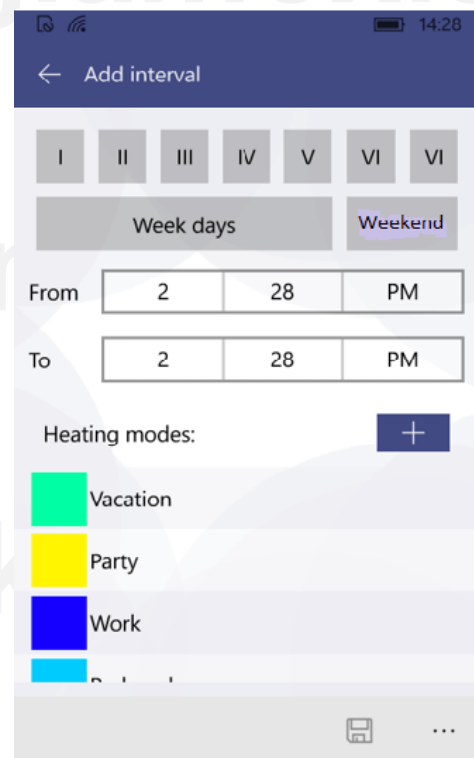 14:28
Add interval
I II III IV V VI VI
Week days Weekend
From 2 28 PM
To 2 28 PM
Heating modes:
Vacation
Party
Work